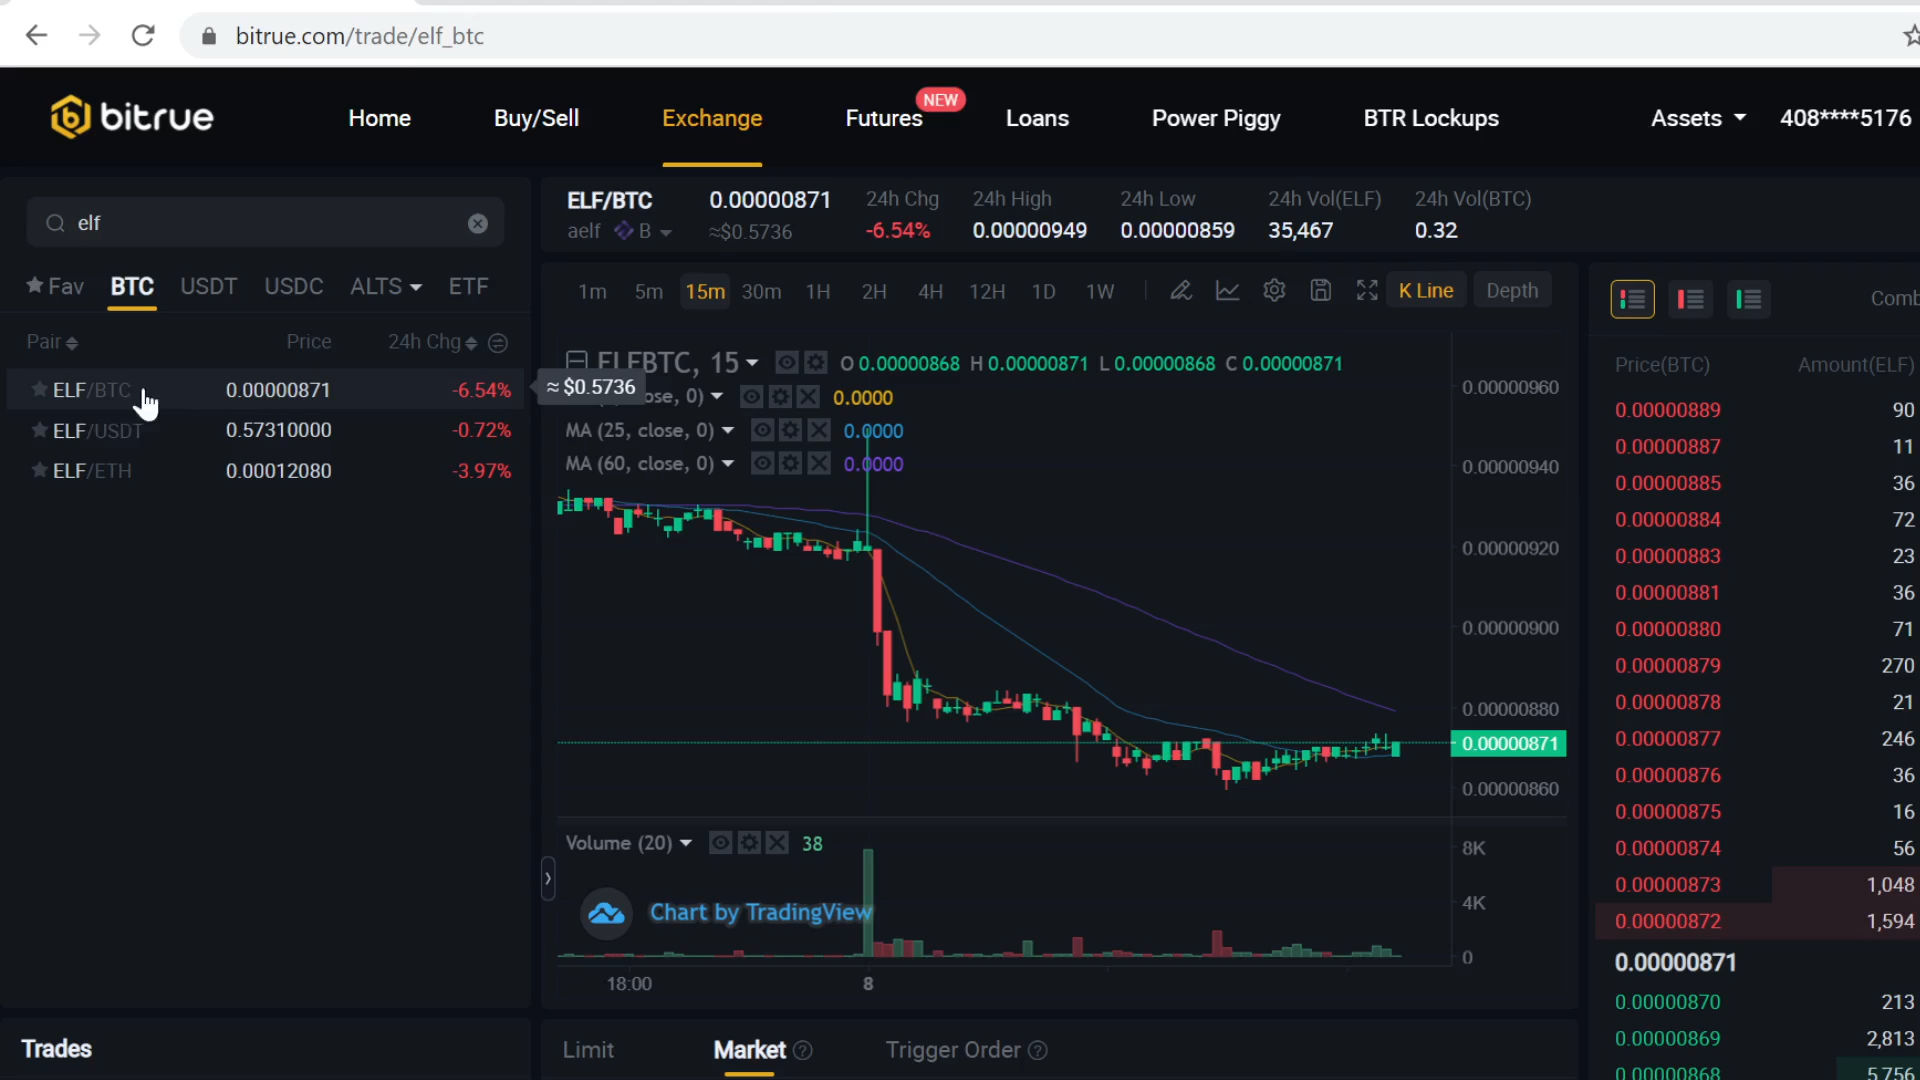 bitrue.com/trade/elf_btc
bitrue
Home
Buy/Sell
Exchange
Futures
NEW
Loans
Power Piggy
BTR Lockups
Assets
408****5176
elf
Fav
BTC
USDT
USDC
ALTS
ETF
Pair
Price
24h Chg
ELF/BTC 0.00000871 -6.54%
ELF/USDT 0.57310000 -0.72%
ELF/ETH 0.00012080 -3.97%
≈ $0.5736
Trades
ELF/BTC
aelf B
0.00000871
≈$0.5736
24h Chg
-6.54%
24h High
0.00000949
24h Low
0.00000859
24h Vol(ELF)
35,467
24h Vol(BTC)
0.32
1m 5m 15m 30m 1H 2H 4H 12H 1D 1W
K Line
Depth
ELFBTC, 15
O 0.00000868 H 0.00000871 L 0.00000868 C 0.00000871
ose, 0) 0.0000
MA (25, close, 0) 0.0000
MA (60, close, 0) 0.0000
0.00000960
0.00000940
0.00000920
0.00000900
0.00000880
0.00000871
0.00000860
Volume (20) 38
8K
4K
0
Chart by TradingView
18:00
8
Limit
Market
Trigger Order
Price(BTC) Amount(ELF)
0.00000889 90
0.00000887 11
0.00000885 36
0.00000884 72
0.00000883 23
0.00000881 36
0.00000880 71
0.00000879 270
0.00000878 21
0.00000877 246
0.00000876 36
0.00000875 16
0.00000874 56
0.00000873 1,048
0.00000872 1,594
0.00000871
0.00000870 213
0.00000869 2,813
0.00000868 5,756